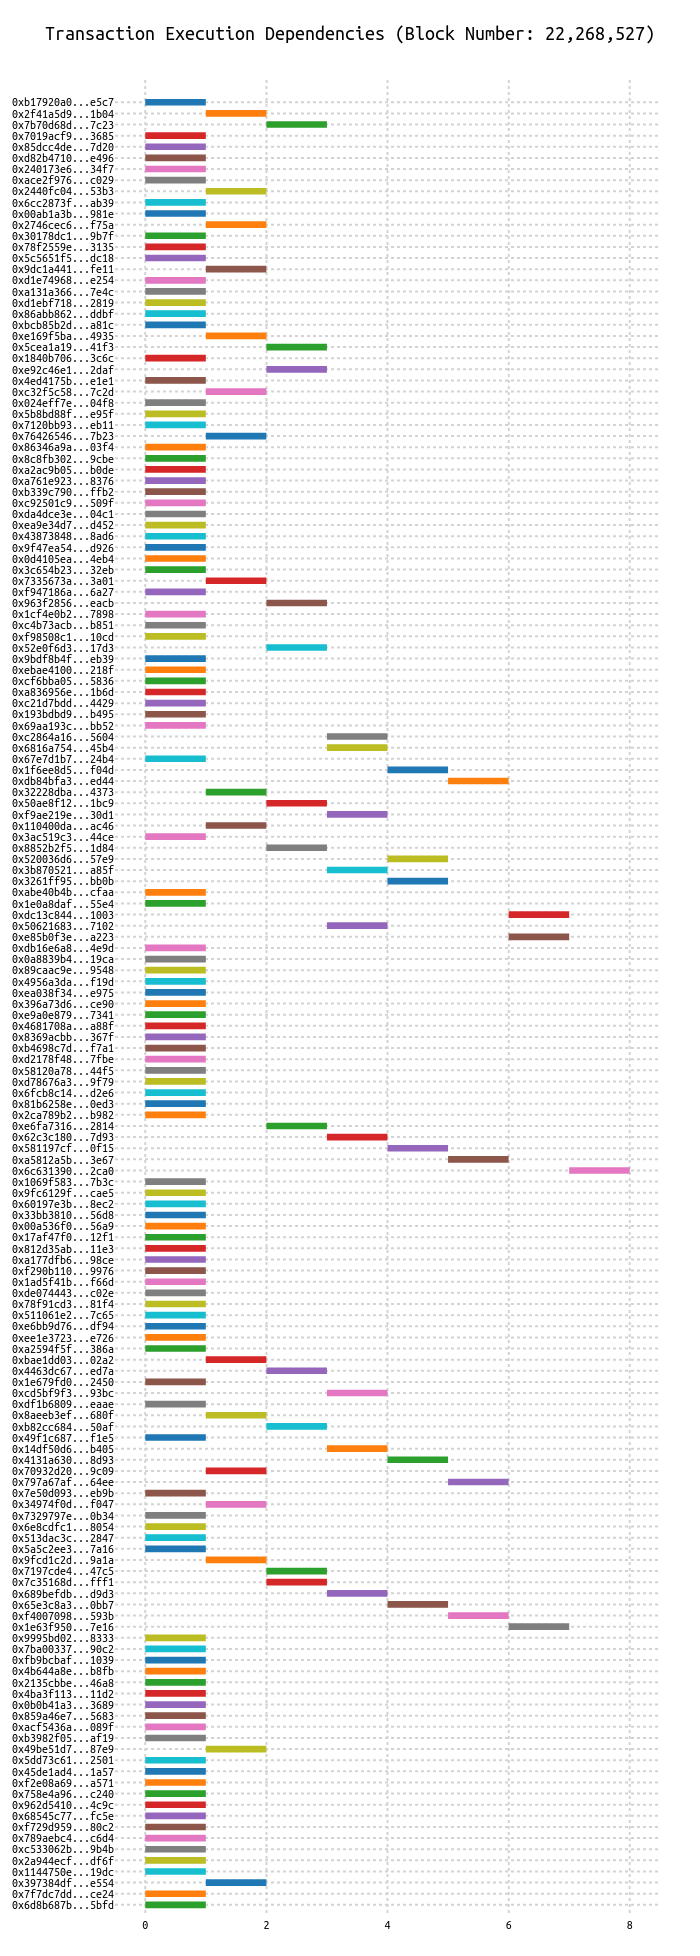 Transaction Execution Dependencies (Block Number: 22,268,527)
0xb17920a0...e5c7
0x2f41a5d9...1b04
0x7b70d68d...7c23
0x7019acf9...3685
0x85dcc4de...7d20
0xd82b4710...e496
0x240173e6...34f7
0xace2f976...c029
0x2440fc04...53b3
0x6cc2873f...ab39
0x00ab1a3b...981e
0x2746cec6...f75a
0x30178dc1...9b7f
0x78f2559e...3135
0x5c5651f5...dc18
0x9dc1a441...fe11
0xd1e74968...e254
0xa131a366...7e4c
0xd1ebf718...2819
0x86abb862...ddbf
0xbcb85b2d...a81c
0xe169f5ba...4935
0x5cea1a19...41f3
0x1840b706...3c6c
0xe92c46e1...2daf
0x4ed4175b...e1e1
0xc32f5c58...7c2d
0x024eff7e...04f8
0x5b8bd88f...e95f
0x7120bb93...eb11
0x76426546...7b23
0x86346a9a...03f4
0x8c8fb302...9cbe
0xa2ac9b05...b0de
0xa761e923...8376
0xb339c790...ffb2
0xc92501c9...509f
0xda4dce3e...04c1
0xea9e34d7...d452
0x43873848...8ad6
0x9f47ea54...d926
0x0d4105ea...4eb4
0x3c654b23...32eb
0x7335673a...3a01
0xf947186a...6a27
0x963f2856...eacb
0x1cf4e0b2...7898
0xc4b73acb...b851
0xf98508c1...10cd
0x52e0f6d3...17d3
0x9bdf8b4f...eb39
0xebae4100...218f
0xcf6bba05...5836
0xa836956e...1b6d
0xc21d7bdd...4429
0x193bdbd9...b495
0x69aa193c...bb52
0xc2864a16...5604
0x6816a754...45b4
0x67e7d1b7...24b4
0x1f6ee8d5...f04d
0xdb84bfa3...ed44
0x32228dba...4373
0x50ae8f12...1bc9
0xf9ae219e...30d1
0x110400da...ac46
0x3ac519c3...44ce
0x8852b2f5...1d84
0x520036d6...57e9
0x3b870521...a85f
0x3261ff95...bb0b
0xabe40b4b...cfaa
0x1e0a8daf...55e4
0xdc13c844...1003
0x50621683...7102
0xe85b0f3e...a223
0xdb16e6a8...4e9d
0x0a8839b4...19ca
0x89caac9e...9548
0x4956a3da...f19d
0xea038f34...e975
0x396a73d6...ce90
0xe9a0e879...7341
0x4681708a...a88f
0x8369acbb...367f
0xb4698c7d...f7a1
0xd2178f48...7fbe
0x58120a78...44f5
0xd78676a3...9f79
0x6fcb8c14...d2e6
0x81b6258e...0ed3
0x2ca789b2...b982
0xe6fa7316...2814
0x62c3c180...7d93
0x581197cf...0f15
0xa5812a5b...3e67
0x6c631390...2ca0
0x1069f583...7b3c
0x9fc6129f...cae5
0x60197e3b...8ec2
0x33bb3810...56d8
0x00a536f0...56a9
0x17af47f0...12f1
0x812d35ab...11e3
0xa177dfb6...98ce
0xf290b110...9976
0x1ad5f41b...f66d
0xde074443...c02e
0x78f91cd3...81f4
0x511061e2...7c65
0xe6bb9d76...df94
0xee1e3723...e726
0xa2594f5f...386a
0xbae1dd03...02a2
0x4463dc67...ed7a
0x1e679fd0...2450
0xcd5bf9f3...93bc
0xdf1b6809...eaae
0x8aeeb3ef...680f
0xb82cc684...50af
0x49f1c687...f1e5
0x14df50d6...b405
0x4131a630...8d93
0x70932d20...9c09
0x797a67af...64ee
0x7e50d093...eb9b
0x34974f0d...f047
0x7329797e...0b34
0x6e8cdfc1...8054
0x513dac3c...2847
0x5a5c2ee3...7a16
0x9fcd1c2d...9a1a
0x7197cde4...47c5
0x7c35168d...fff1
0x689befdb...d9d3
0x65e3c8a3...0bb7
0xf4007098...593b
0x1e63f950...7e16
0x9995bd02...8333
0x7ba00337...90c2
0xfb9bcbaf...1039
0x4b644a8e...b8fb
0x2135cbbe...46a8
0x4ba3f113...11d2
0x0b0b41a3...3689
0x859a46e7...5683
0xacf5436a...089f
0xb3982f05...af19
0x49be51d7...87e9
0x5dd73c61...2501
0x45de1ad4...1a57
0xf2e08a69...a571
0x758e4a96...c240
0x962d5410...4c9c
0x68545c77...fc5e
0xf729d959...80c2
0x789aebc4...c6d4
0xc533062b...9b4b
0x2a944ecf...df6f
0x1144750e...19dc
0x397384df...e554
0x7f7dc7dd...ce24
0x6d8b687b...5bfd
0 2 4 6 8